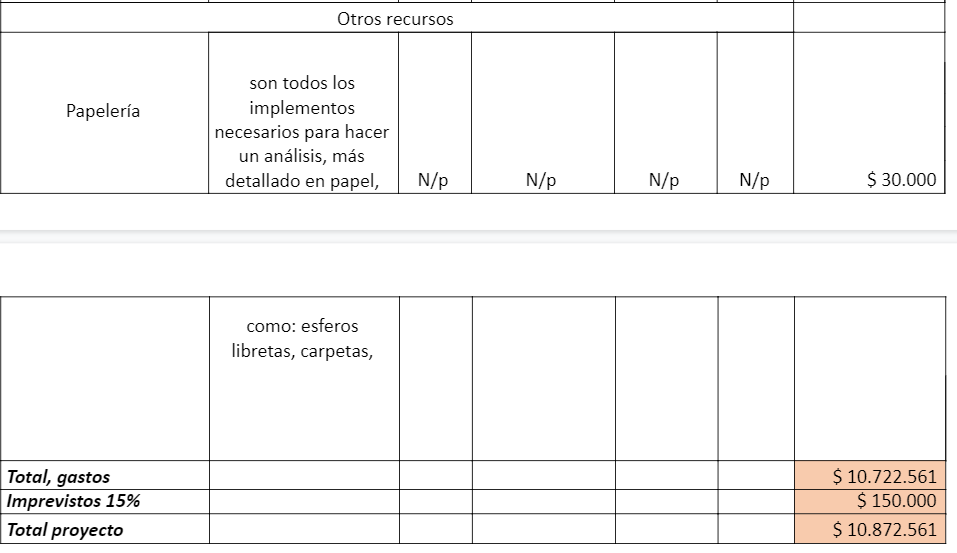 Otros recursos
Papelería
son todos los
implementos
necesarios para hacer
un análisis, más
detallado en papel,
N/p
N/p
N/p
N/p
$ 30.000
como: esferos
libretas, carpetas,
Total, gastos
$ 10.722.561
Imprevistos 15%
$ 150.000
Total proyecto
$ 10.872.561